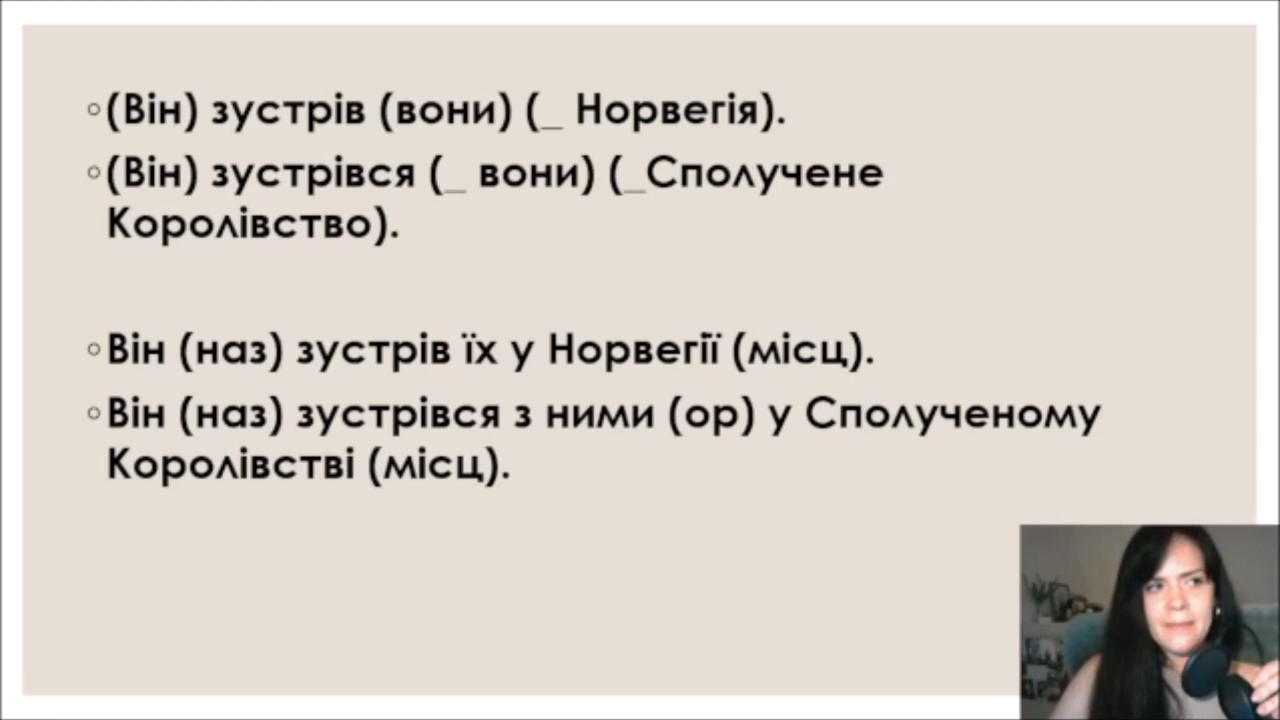 (Він) зустрів (вони) (_ Норвегія).
(Він) зустрівся (_ вони) (_Сполучене
Королівство).
Він (наз) зустрів їх у Норвегії (місц).
Він (наз) зустрівся з ними (ор) у Сполученому
Королівстві (місц).